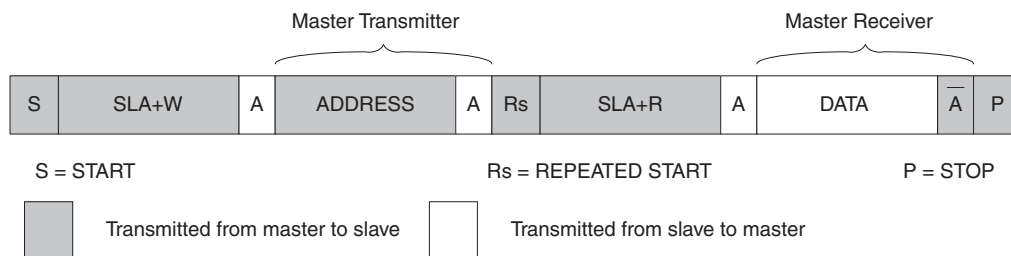 Master Transmitter Master Receiver
S SLA+W A ADDRESS A Rs SLA+R A DATA A̅ P
S = START Rs = REPEATED START P = STOP
Transmitted from master to slave Transmitted from slave to master